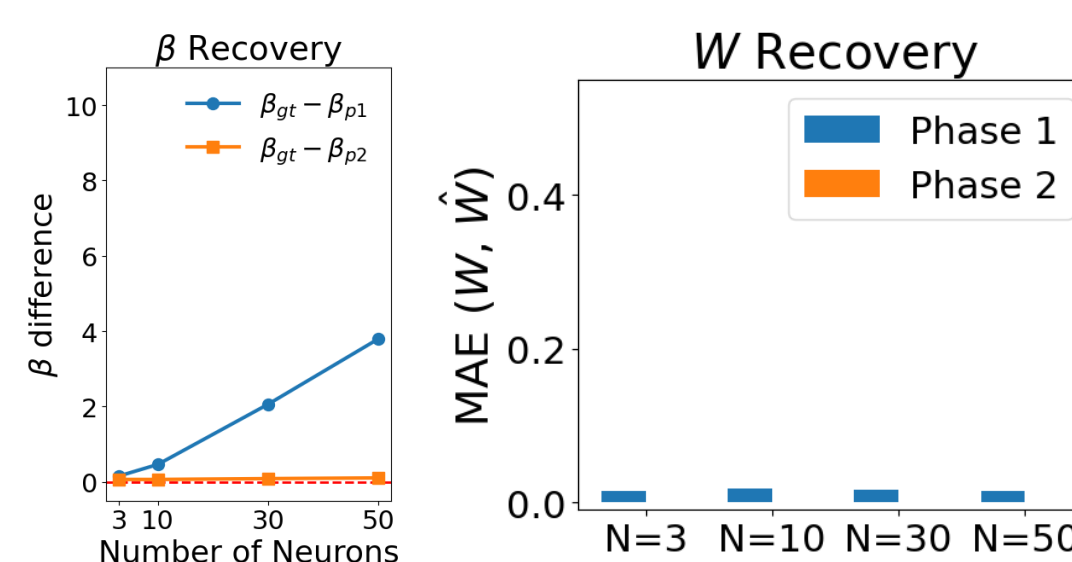 β Recovery
β difference
10
8
6
4
2
0
β_gt − β_p1
β_gt − β_p2
3 10 30 50
Number of Neurons
W Recovery
MAE (W, Ŵ)
0.4
0.2
0.0
Phase 1
Phase 2
N=3 N=10 N=30 N=50